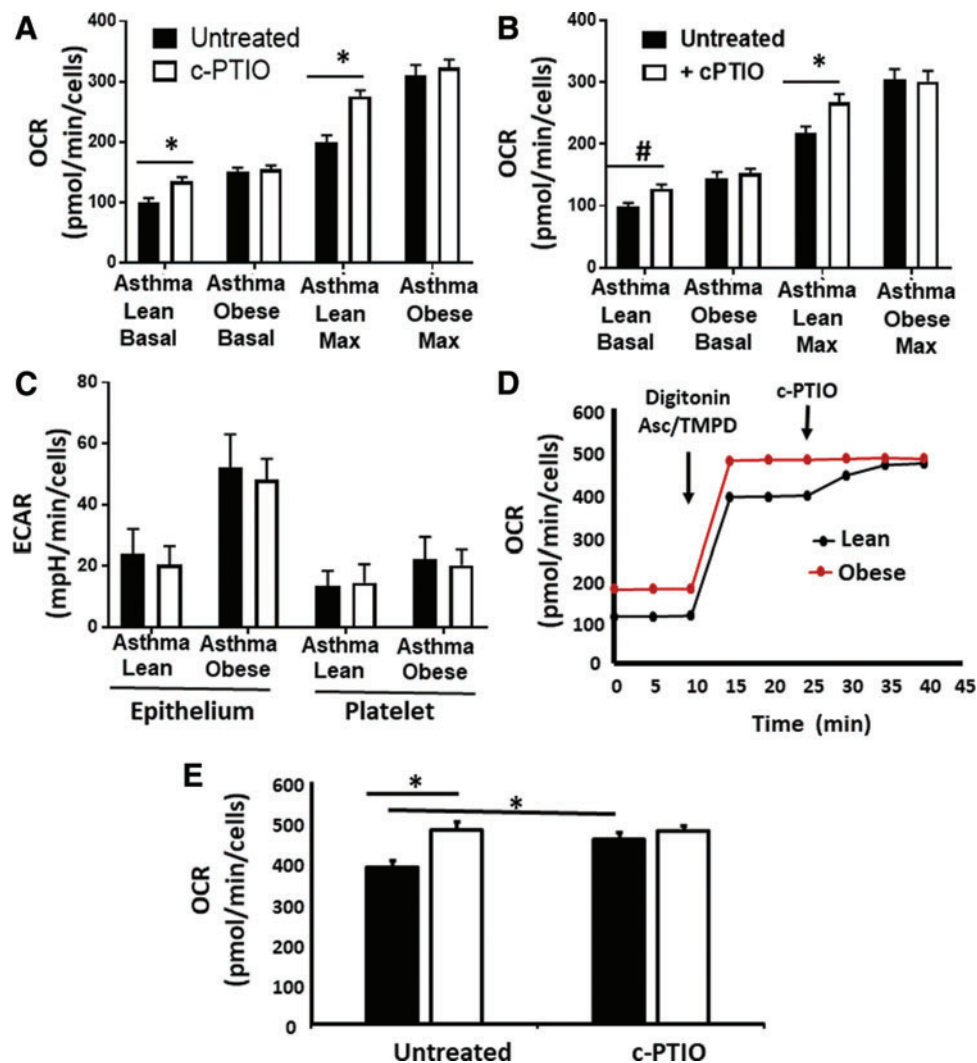 A
OCR
(pmol/min/cells)
400
300
200
100
0
Untreated
c-PTIO
*
*
Asthma Asthma Asthma Asthma
Lean Obese Lean Obese
Basal Basal Max Max
B
OCR
(pmol/min/cells)
400
300
200
100
0
Untreated
+ cPTIO
#
*
Asthma Asthma Asthma Asthma
Lean Obese Lean Obese
Basal Basal Max Max
C
ECAR
(mpH/min/cells)
80
60
40
20
0
Asthma Asthma Asthma Asthma
Lean Obese Lean Obese
Epithelium Platelet
D
OCR
(pmol/min/cells)
600
500
400
300
200
100
0
Digitonin
Asc/TMPD
c-PTIO
Lean
Obese
0 5 10 15 20 25 30 35 40 45
Time (min)
E
OCR
(pmol/min/cells)
600
500
400
300
200
100
0
*
*
Untreated c-PTIO